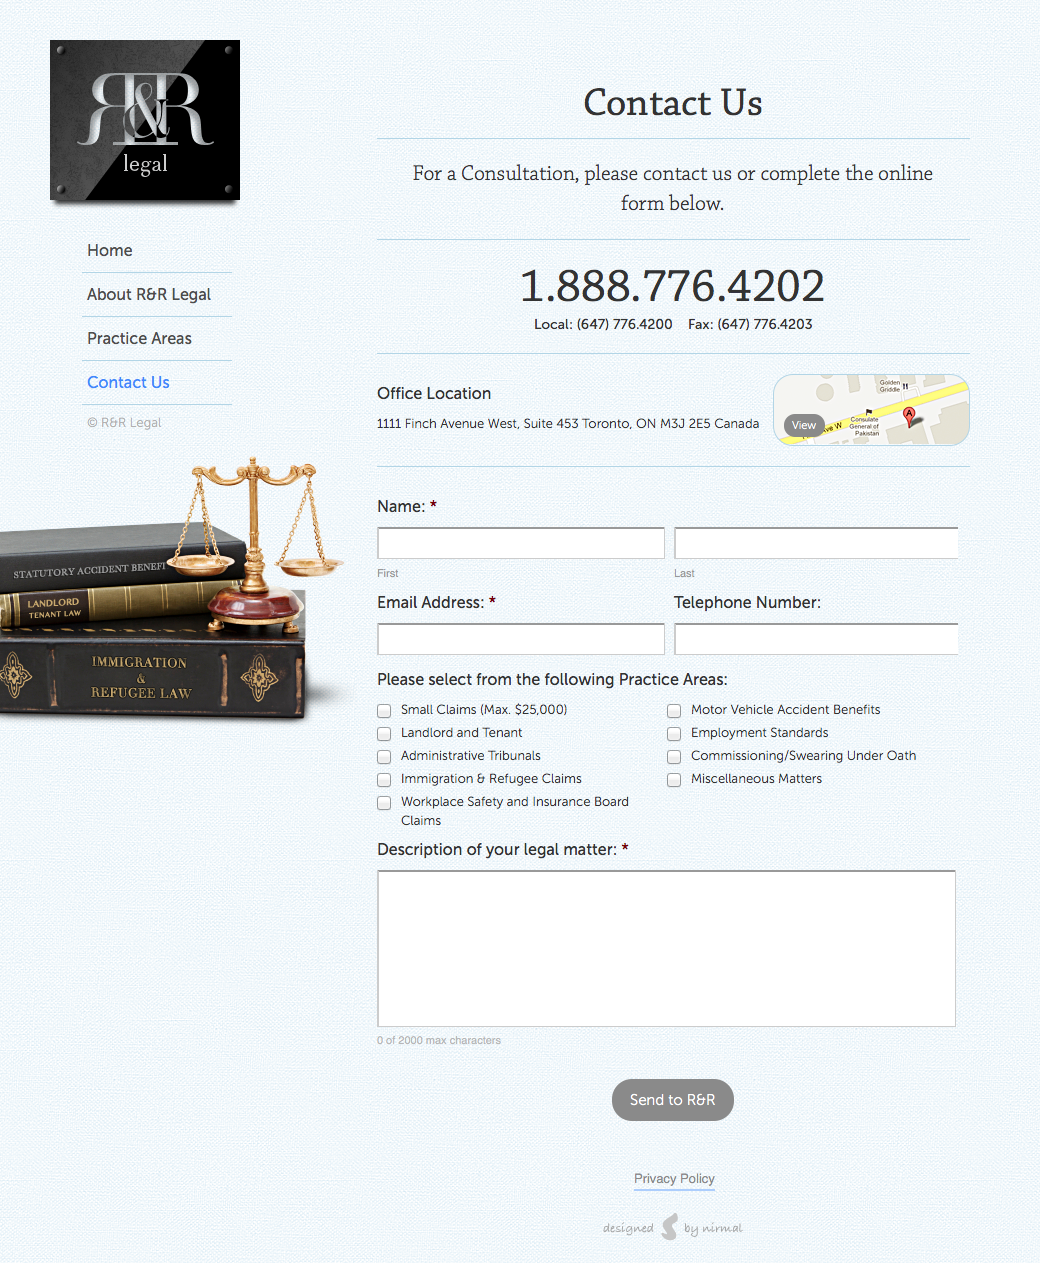 R&R
legal
Home
About R&R Legal
Practice Areas
Contact Us
© R&R Legal
STATUTORY ACCIDENT BENEFI
LANDLORD
TENANT LAW
IMMIGRATION
&
REFUGEE LAW
Contact Us
For a Consultation, please contact us or complete the online
form below.
1.888.776.4202
Local: (647) 776.4200 Fax: (647) 776.4203
Office Location
1111 Finch Avenue West, Suite 453 Toronto, ON M3J 2E5 Canada
Golden
Griddle
A
View
ve W
Consulate
General of
Pakistan
Name: *
First
Last
Email Address: *
Telephone Number:
Please select from the following Practice Areas:
Small Claims (Max. $25,000)
Landlord and Tenant
Administrative Tribunals
Immigration & Refugee Claims
Workplace Safety and Insurance Board
Claims
Motor Vehicle Accident Benefits
Employment Standards
Commissioning/Swearing Under Oath
Miscellaneous Matters
Description of your legal matter: *
0 of 2000 max characters
Send to R&R
Privacy Policy
designed by nirmal